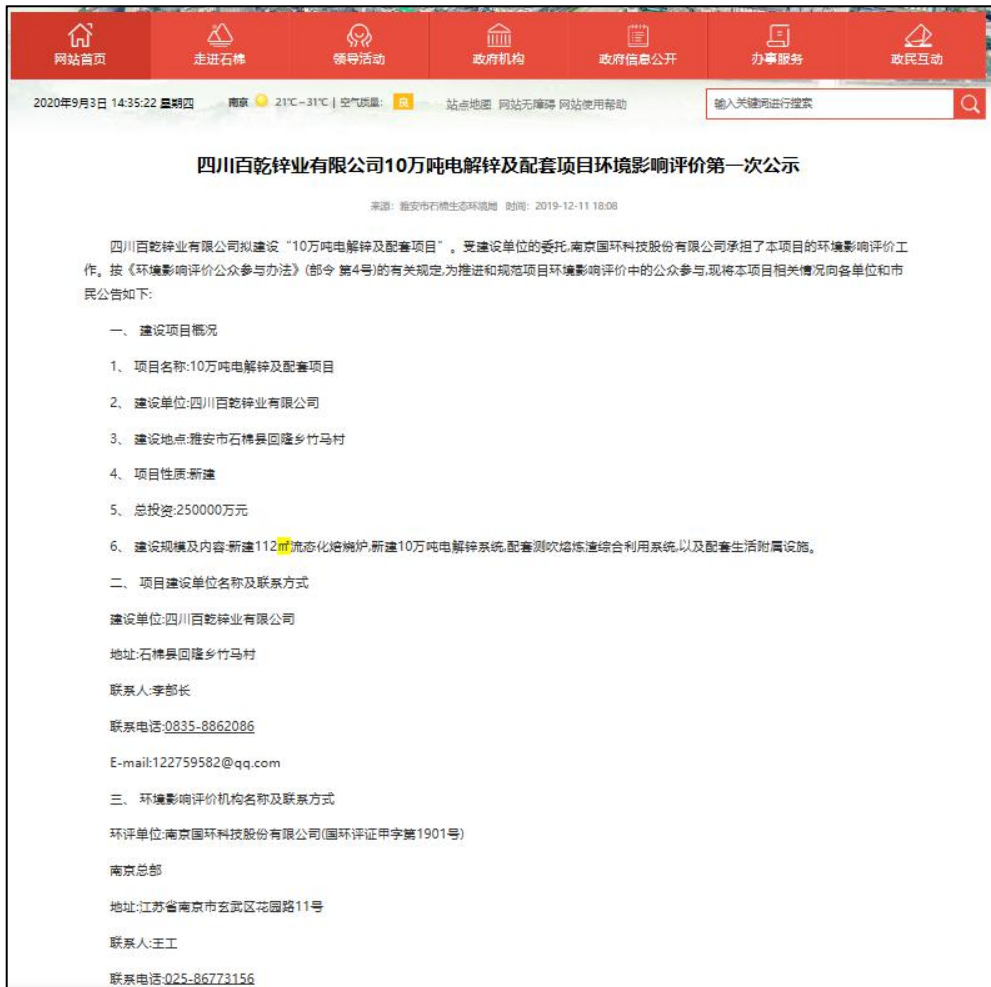 网站首页 走进石棉 领导活动 政府机构 政府信息公开 办事服务 政民互动
2020年9月3日 14:35:22 星期四 南京 21℃~31℃ | 空气质量: 良 站点地图 网站无障碍 网站使用帮助 输入关键词进行搜索
四川百乾锌业有限公司10万吨电解锌及配套项目环境影响评价第一次公示
来源: 雅安市石棉生态环境局 时间: 2019-12-11 18:08
四川百乾锌业有限公司拟建设“10万吨电解锌及配套项目”。受建设单位的委托,南京国环科技股份有限公司承担了本项目的环境影响评价工
作。按《环境影响评价公众参与办法》(部令 第4号)的有关规定,为推进和规范项目环境影响评价中的公众参与,现将本项目相关情况向各单位和市
民公告如下:
一、 建设项目概况
1、 项目名称:10万吨电解锌及配套项目
2、 建设单位:四川百乾锌业有限公司
3、 建设地点:雅安市石棉县回隆乡竹马村
4、 项目性质:新建
5、 总投资:250000万元
6、 建设规模及内容:新建112㎡流态化焙烧炉,新建10万吨电解锌系统,配套测吹熔炼渣综合利用系统,以及配套生活附属设施。
二、 项目建设单位名称及联系方式
建设单位:四川百乾锌业有限公司
地址:石棉县回隆乡竹马村
联系人:李部长
联系电话:0835-8862086
E-mail:122759582@qq.com
三、 环境影响评价机构名称及联系方式
环评单位:南京国环科技股份有限公司(国环评证甲字第1901号)
南京总部
地址:江苏省南京市玄武区花园路11号
联系人:王工
联系电话:025-86773156